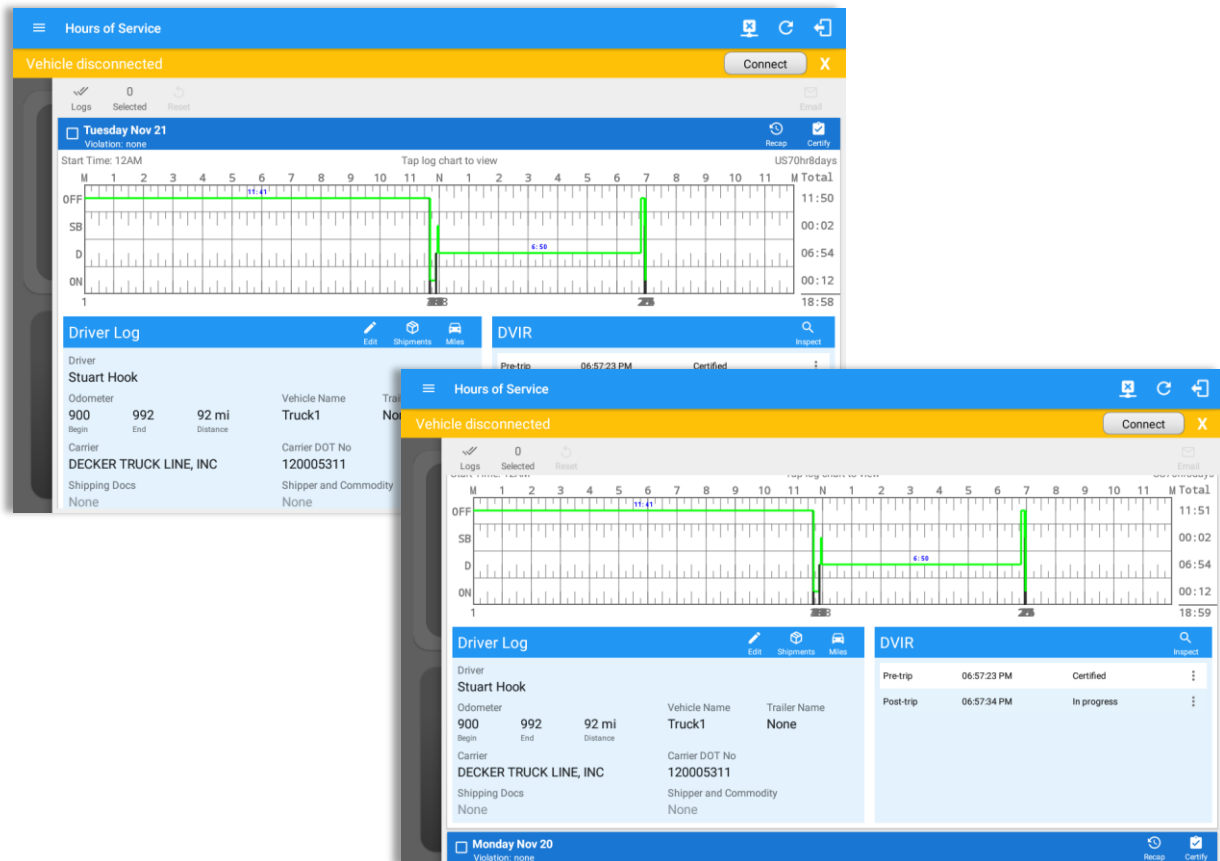 Hours of Service
Vehicle disconnected Connect X
Logs 0 Selected Reset Email
Tuesday Nov 21
Violation: none Recap Certify
Start Time: 12AM Tap log chart to view US70hr8days
M 1 2 3 4 5 6 7 8 9 10 11 N 1 2 3 4 5 6 7 8 9 10 11 M Total
OFF 11:41 11:50
SB 00:02
D 6:50 06:54
ON 00:12
1 18:58
Driver Log Edit Shipments Miles
DVIR Inspect
Driver
Stuart Hook
Pre-trip 06:57:23 PM Certified
Odometer Vehicle Name
900 992 92 mi Truck1
Begin End Distance
Carrier Carrier DOT No
DECKER TRUCK LINE, INC 120005311
Shipping Docs Shipper and Commodity
None None
Hours of Service
Vehicle disconnected Connect X
Logs 0 Selected Reset Email
M 1 2 3 4 5 6 7 8 9 10 11 N 1 2 3 4 5 6 7 8 9 10 11 M Total
OFF 11:41 11:51
SB 00:02
D 6:50 06:54
ON 00:12
1 18:59
Driver Log Edit Shipments Miles
DVIR Inspect
Driver
Stuart Hook
Pre-trip 06:57:23 PM Certified
Post-trip 06:57:34 PM In progress
Odometer Vehicle Name Trailer Name
900 992 92 mi Truck1 None
Begin End Distance
Carrier Carrier DOT No
DECKER TRUCK LINE, INC 120005311
Shipping Docs Shipper and Commodity
None None
Monday Nov 20
Violation: none Recap Certify